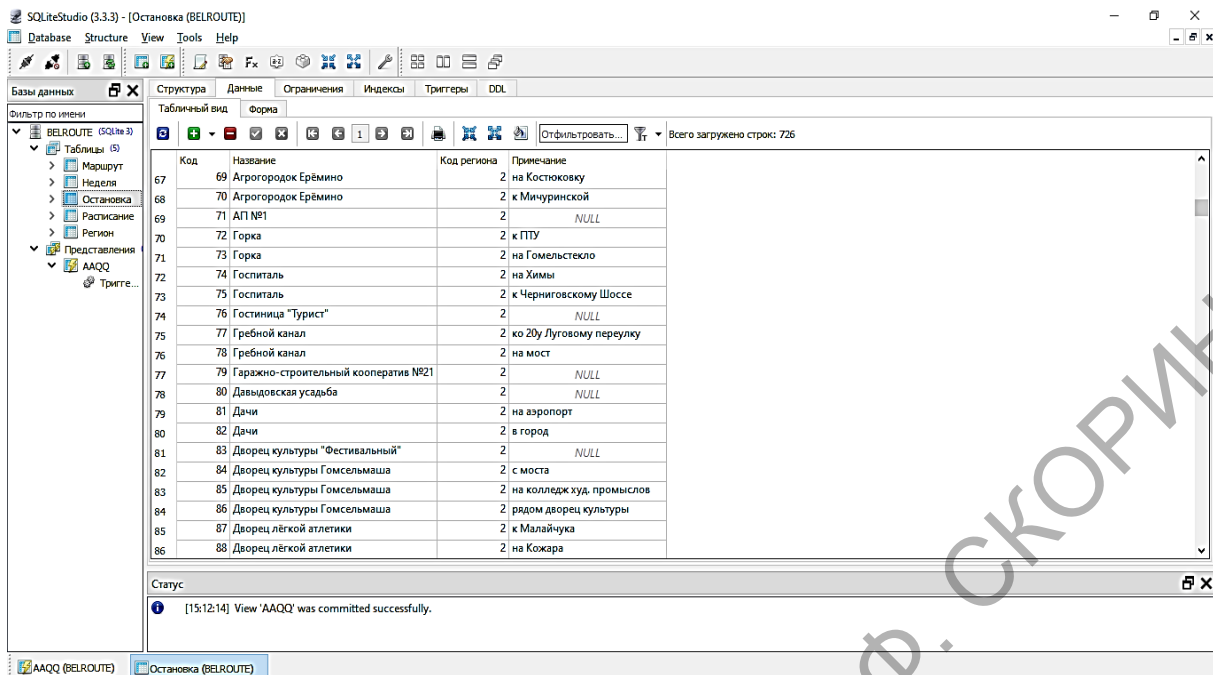 SQLiteStudio (3.3.3) - [Остановка (BELROUTE)]
Database Structure View Tools Help
Базы данных
Структура Данные Ограничения Индексы Триггеры DDL
Фильтр по имени
Табличный вид Форма
BELROUTE (SQLite 3)
1 Отфильтровать... Всего загружено строк: 726
Таблицы (5)
Маршрут
Неделя
Остановка
Расписание
Регион
Представления
AAQQ
Тригге...
Код Название Код региона Примечание
67 69 Агрогородок Ерёмино 2 на Костюковку
68 70 Агрогородок Ерёмино 2 к Мичуринской
69 71 АП №1 2 NULL
70 72 Горка 2 к ПТУ
71 73 Горка 2 на Гомельстекло
72 74 Госпиталь 2 на Химы
73 75 Госпиталь 2 к Черниговскому Шоссе
74 76 Гостиница "Турист" 2 NULL
75 77 Гребной канал 2 ко 20у Луговому переулку
76 78 Гребной канал 2 на мост
77 79 Гаражно-строительный кооператив №21 2 NULL
78 80 Давыдовская усадьба 2 NULL
79 81 Дачи 2 на аэропорт
80 82 Дачи 2 в город
81 83 Дворец культуры "Фестивальный" 2 NULL
82 84 Дворец культуры Гомсельмаша 2 с моста
83 85 Дворец культуры Гомсельмаша 2 на колледж худ. промыслов
84 86 Дворец культуры Гомсельмаша 2 рядом дворец культуры
85 87 Дворец лёгкой атлетики 2 к Малайчука
86 88 Дворец лёгкой атлетики 2 на Кожара
Статус
[15:12:14] View 'AAQQ' was committed successfully.
AAQQ (BELROUTE) Остановка (BELROUTE)
Ф. СКОРИН